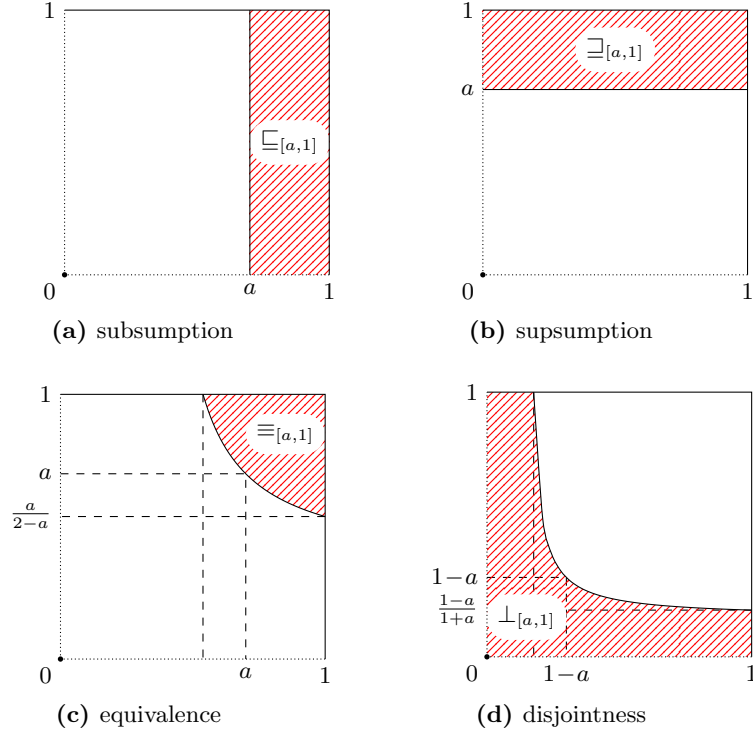 1
⊑[a,1]
0
a
1
(a) subsumption
1
⊒[a,1]
a
0
1
(b) supsumption
1
≡[a,1]
a
a/(2−a)
0
a
1
(c) equivalence
1
⊥[a,1]
1−a
(1−a)/(1+a)
0
1−a
1
(d) disjointness